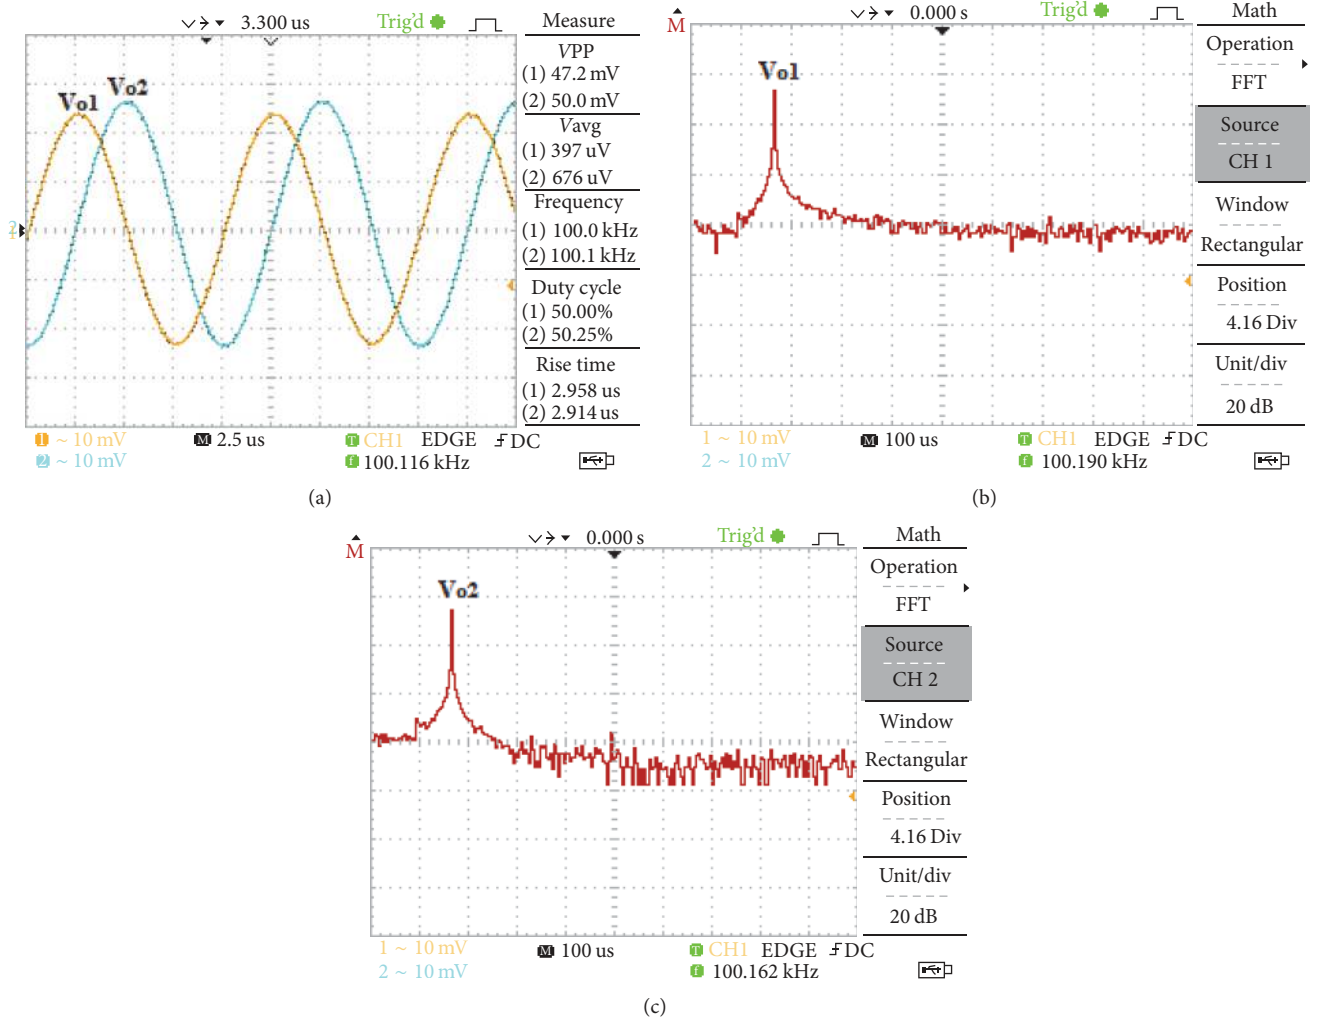 3.300 us
Trig'd
Measure
VPP
(1) 47.2 mV
(2) 50.0 mV
Vavg
(1) 397 uV
(2) 676 uV
Frequency
(1) 100.0 kHz
(2) 100.1 kHz
Duty cycle
(1) 50.00%
(2) 50.25%
Rise time
(1) 2.958 us
(2) 2.914 us
Vo1
Vo2
2
1
1 ~ 10 mV
M 2.5 us
T CH1 EDGE DC
2 ~ 10 mV
f 100.116 kHz
(a)
M
0.000 s
Trig'd
Math
Operation
FFT
Source
CH 1
Window
Rectangular
Position
4.16 Div
Unit/div
20 dB
Vo1
1 ~ 10 mV
M 100 us
T CH1 EDGE DC
2 ~ 10 mV
f 100.190 kHz
(b)
M
0.000 s
Trig'd
Math
Operation
FFT
Source
CH 2
Window
Rectangular
Position
4.16 Div
Unit/div
20 dB
Vo2
1 ~ 10 mV
M 100 us
T CH1 EDGE DC
2 ~ 10 mV
f 100.162 kHz
(c)